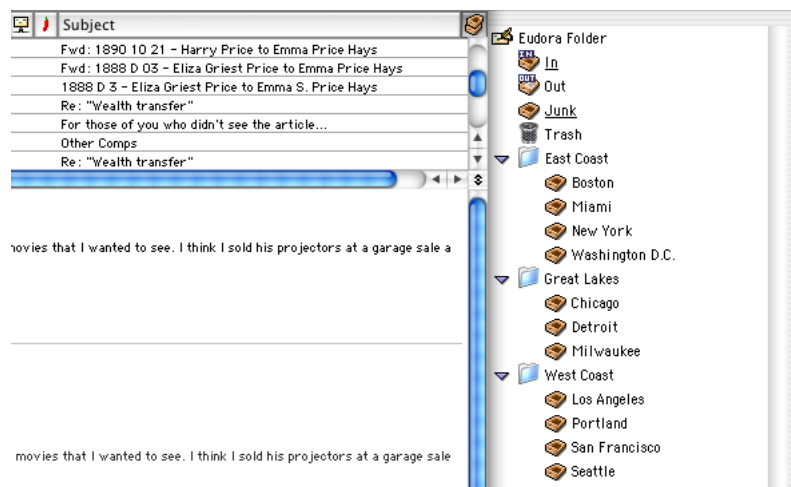 Subject
Fwd: 1890 10 21 - Harry Price to Emma Price Hays
Fwd: 1888 D 03 - Eliza Griest Price to Emma Price Hays
1888 D 3 - Eliza Griest Price to Emma S. Price Hays
Re: "Wealth transfer"
For those of you who didn't see the article...
Other Comps
Re: "Wealth transfer"
movies that I wanted to see. I think I sold his projectors at a garage sale a
movies that I wanted to see. I think I sold his projectors at a garage sale
Eudora Folder
IN
In
OUT
Out
Junk
Trash
East Coast
Boston
Miami
New York
Washington D.C.
Great Lakes
Chicago
Detroit
Milwaukee
West Coast
Los Angeles
Portland
San Francisco
Seattle